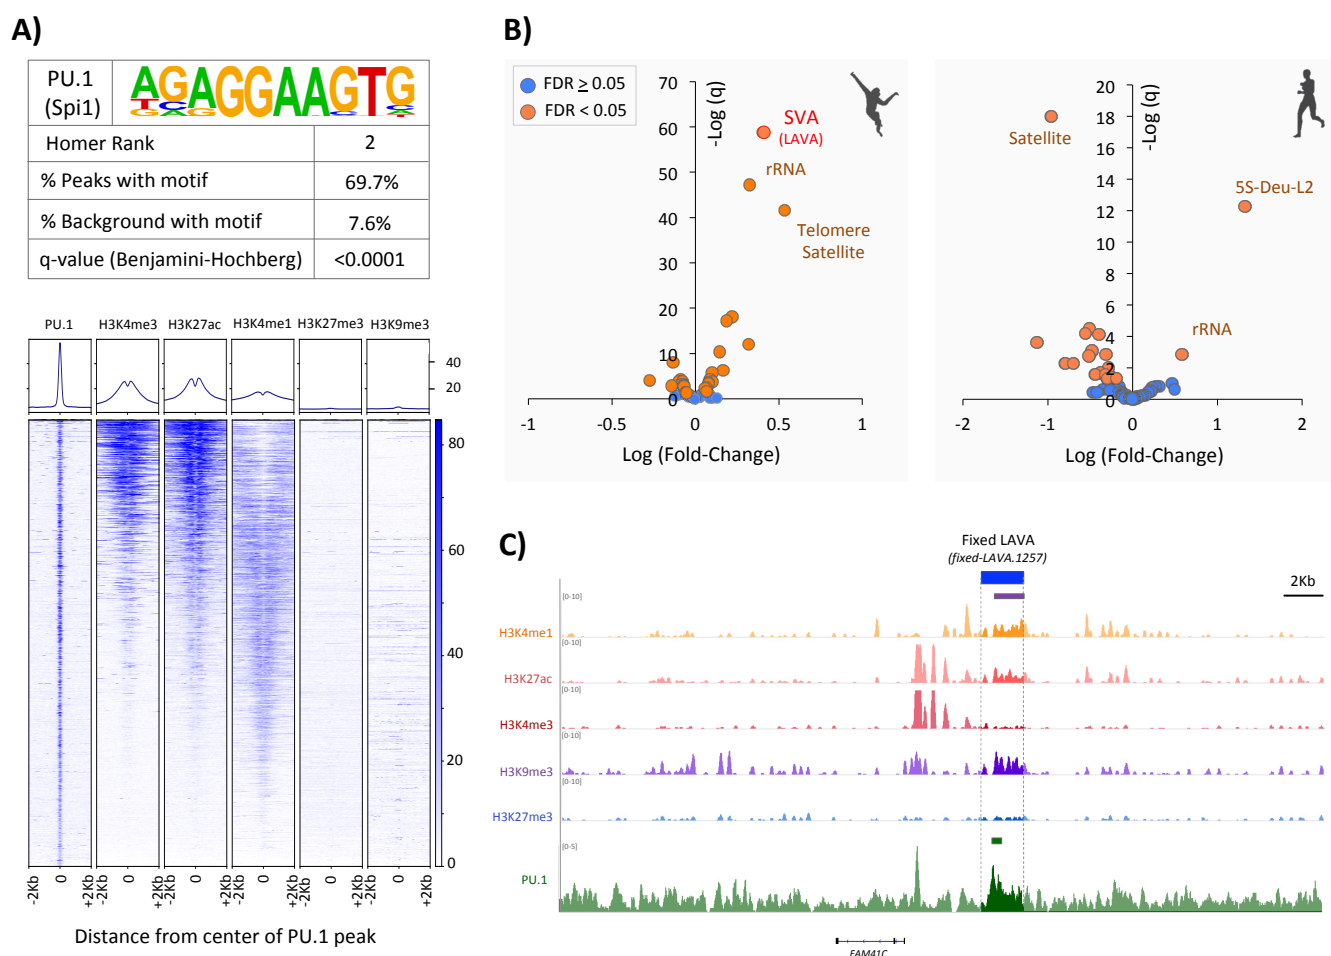 A)
PU.1
(Spi1)
AGAGGAAGTG
Homer Rank 2
% Peaks with motif 69.7%
% Background with motif 7.6%
q-value (Benjamini-Hochberg) <0.0001
PU.1 H3K4me3 H3K27ac H3K4me1 H3K27me3 H3K9me3
40
20
80
60
40
20
0
-2Kb 0 +2Kb -2Kb 0 +2Kb -2Kb 0 +2Kb -2Kb 0 +2Kb -2Kb 0 +2Kb -2Kb 0 +2Kb
Distance from center of PU.1 peak
B)
FDR ≥ 0.05
FDR < 0.05
-Log (q)
70
60
50
40
30
20
10
0
SVA
(LAVA)
rRNA
Telomere
Satellite
-1 -0.5 0 0.5 1
Log (Fold-Change)
-Log (q)
20
18
16
14
12
10
8
6
4
2
0
Satellite
5S-Deu-L2
rRNA
-2 -1 0 1 2
Log (Fold-Change)
C)
Fixed LAVA
(fixed-LAVA.1257)
2Kb
[0-10]
H3K4me1
[0-10]
H3K27ac
[0-10]
H3K4me3
[0-10]
H3K9me3
[0-10]
H3K27me3
[0-5]
PU.1
FAM41C